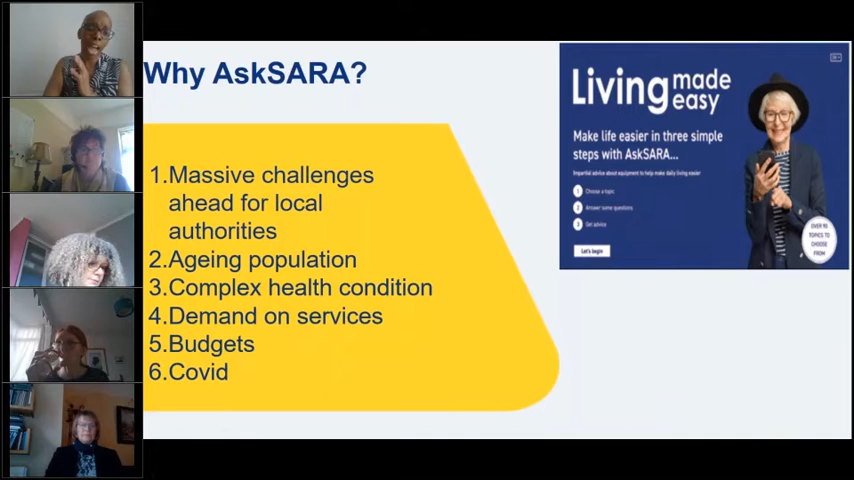 Why AskSARA?
1.Massive challenges
ahead for local
authorities
2.Ageing population
3.Complex health condition
4.Demand on services
5.Budgets
6.Covid
Living made
easy
Make life easier in three simple
steps with AskSARA...
Impartial advice about equipment to help make daily living easier
1 Choose a topic
2 Answer some questions
3 Get advice
Let's begin
OVER 90
TOPICS TO
CHOOSE
FROM